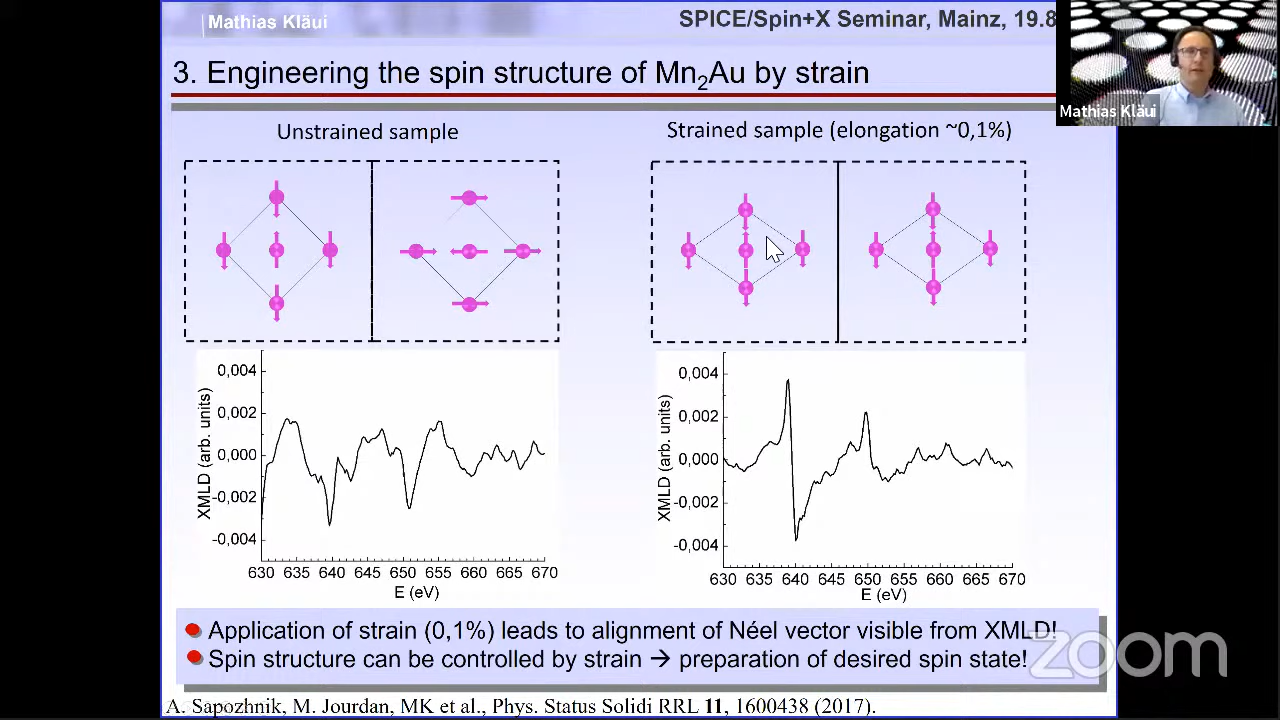 Mathias Kläui
SPICE/Spin+X Seminar, Mainz, 19.8
3. Engineering the spin structure of Mn₂Au by strain
Mathias Kläui
Unstrained sample
Strained sample (elongation ~0,1%)
0,004
0,002
0,000
-0,002
-0,004
XMLD (arb. units)
630 635 640 645 650 655 660 665 670
E (eV)
0,004
0,002
0,000
-0,002
-0,004
XMLD (arb. units)
630 635 640 645 650 655 660 665 670
E (eV)
Application of strain (0,1%) leads to alignment of Néel vector visible from XMLD!
Spin structure can be controlled by strain → preparation of desired spin state!
zoom
A. Sapozhnik, M. Jourdan, MK et al., Phys. Status Solidi RRL 11, 1600438 (2017).